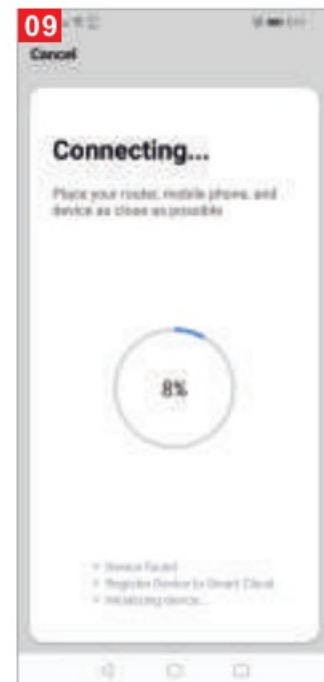 09
Cancel
Connecting...
Place your router, mobile phone, and
device as close as possible
8%
Device found
Register Device to Smart Cloud
Initializing device...